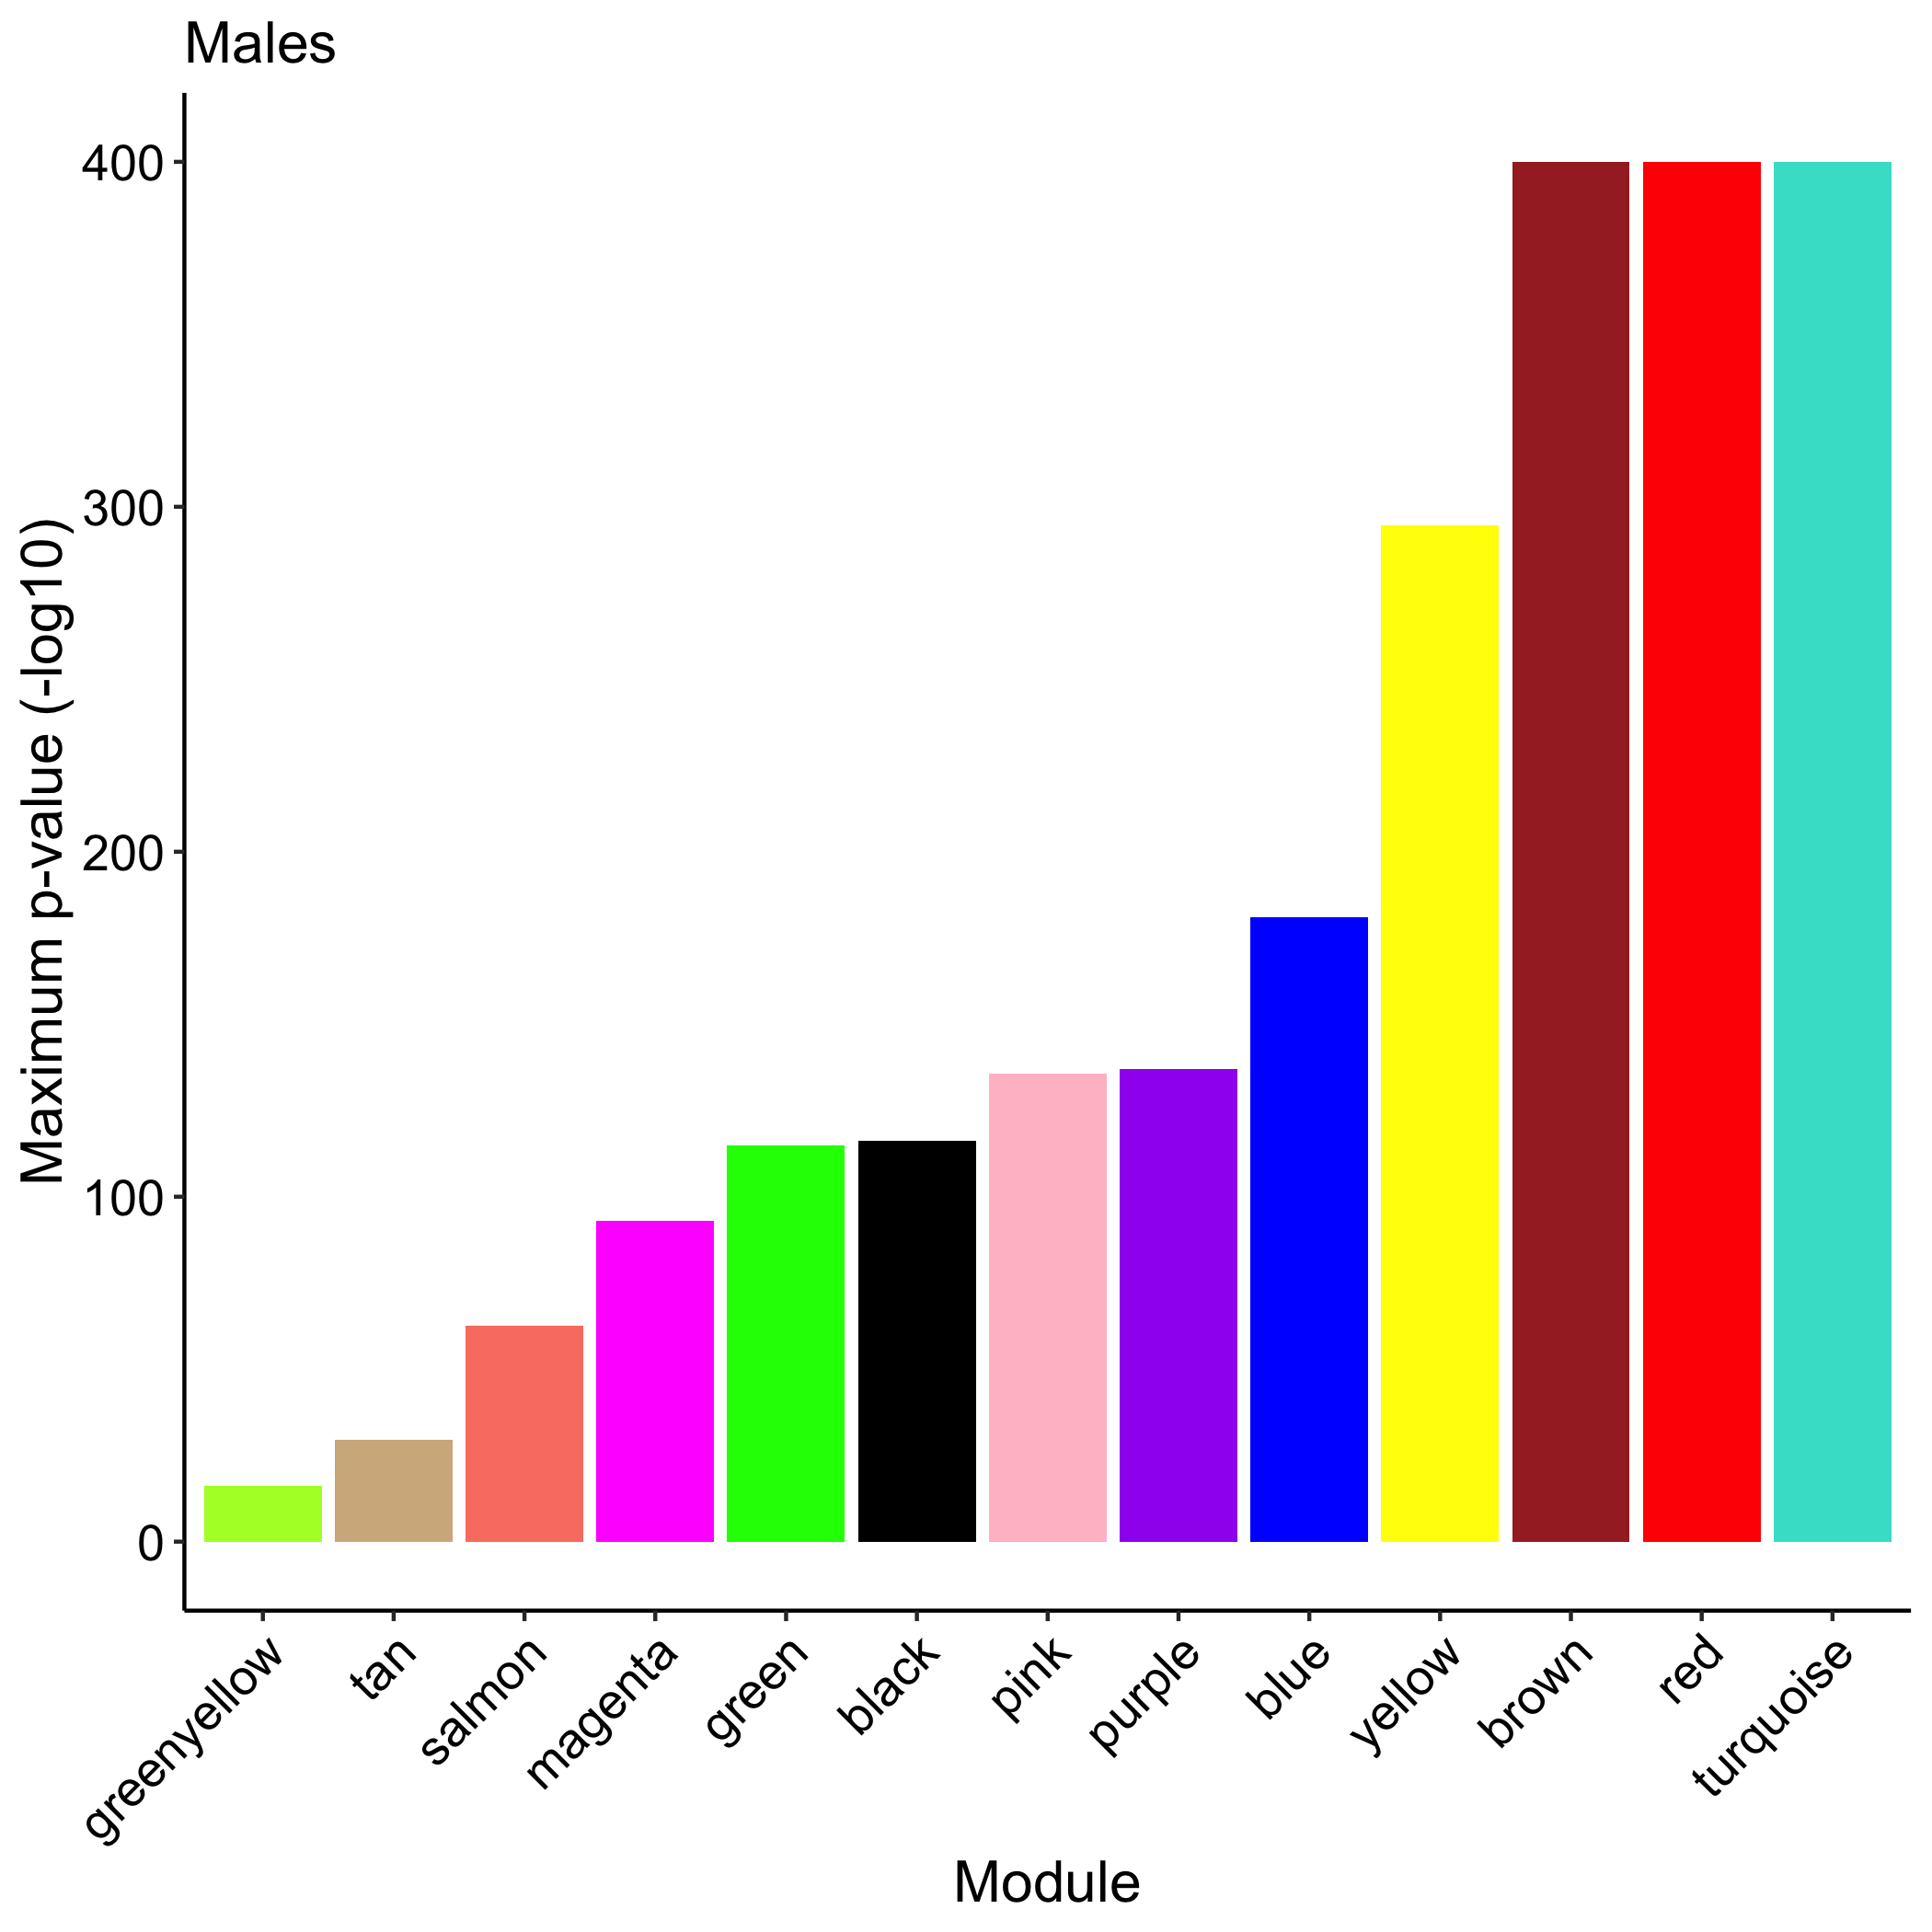 Males
Maximum p-value (-log10)
400
300
200
100
0
greenyellow
tan
salmon
magenta
green
black
pink
purple
blue
yellow
brown
red
turquoise
Module